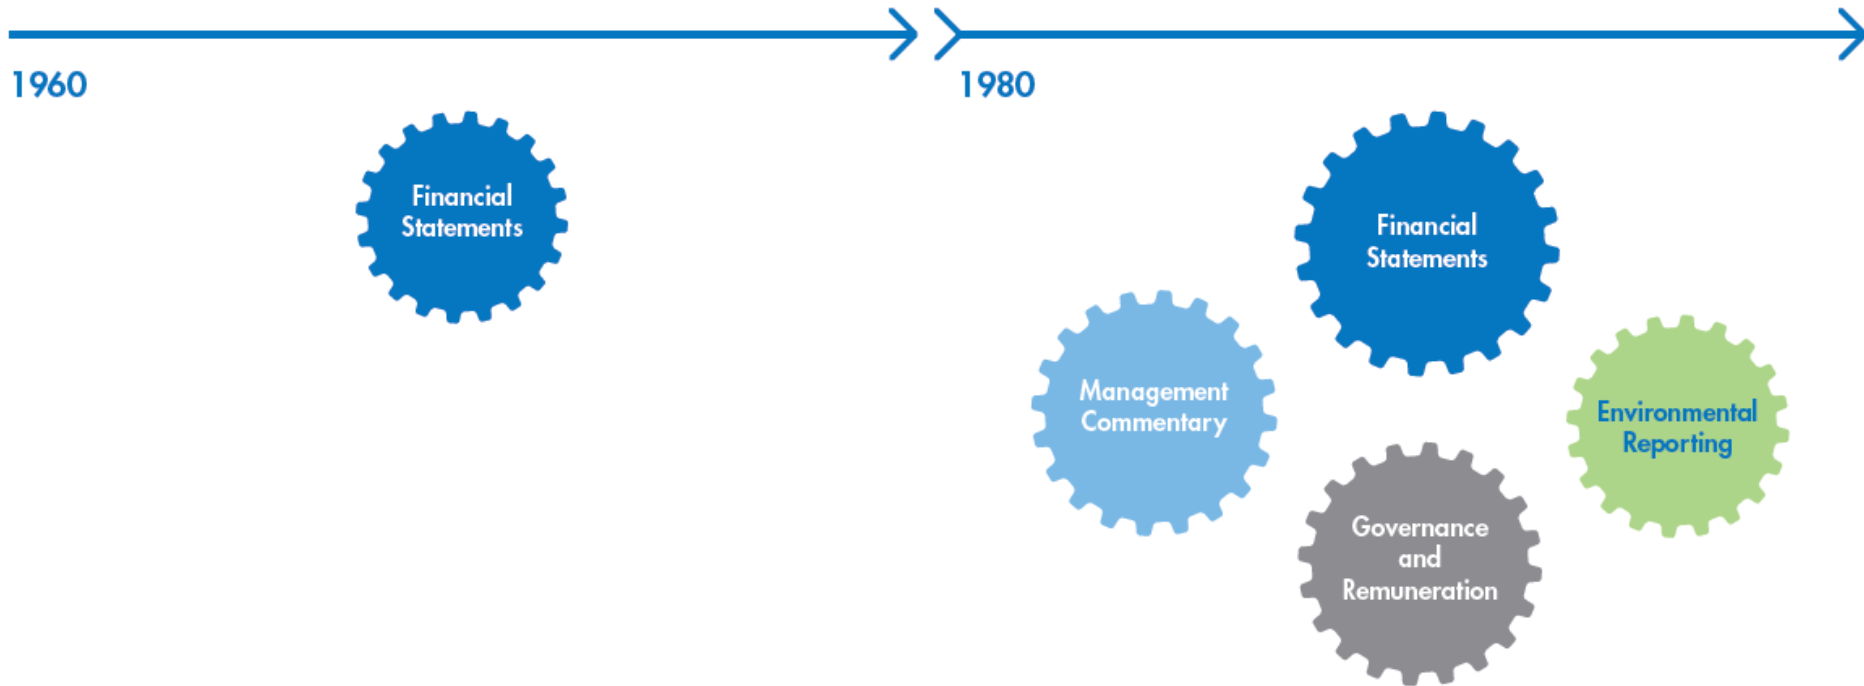 1960
Financial
Statements
1980
Financial
Statements
Management
Commentary
Environmental
Reporting
Governance
and
Remuneration